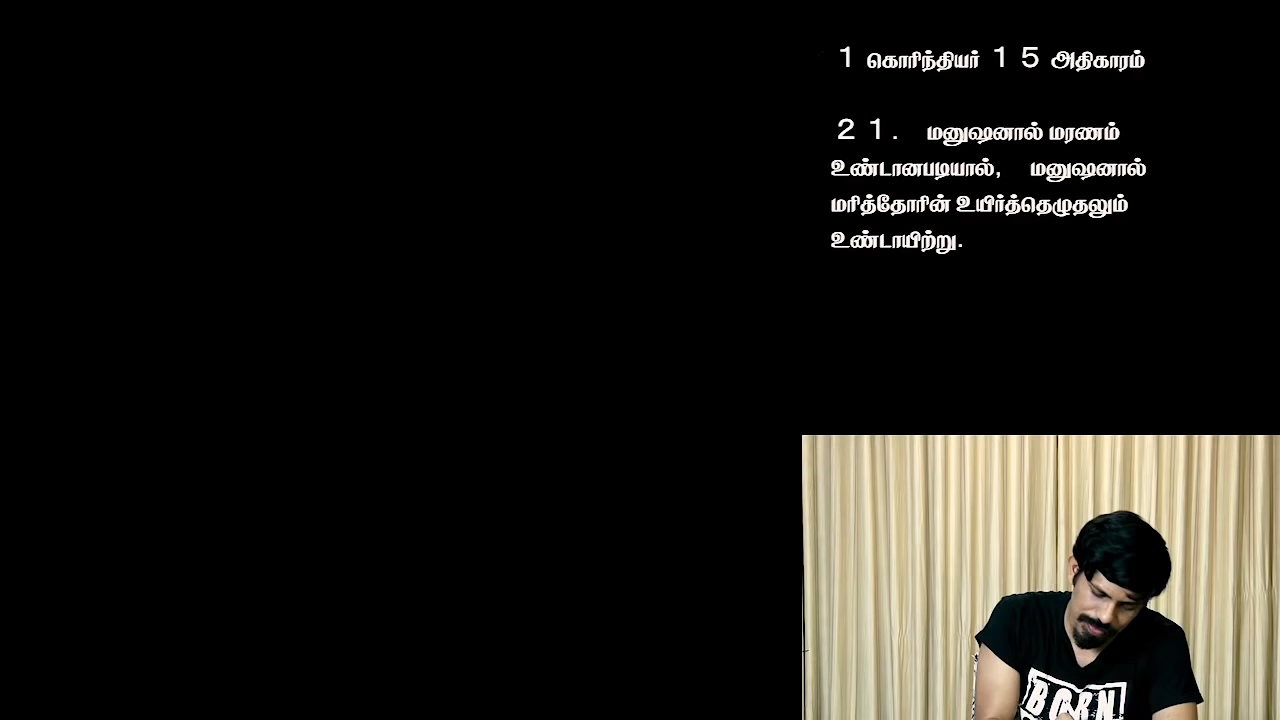 1 கொரிந்தியர் 1 5 அதிகாரம்
2 1 . மனுஷனால் மரணம்
உண்டானபடியால், மனுஷனால்
மரித்தோரின் உயிர்த்தெழுதலும்
உண்டாயிற்று.
BORN